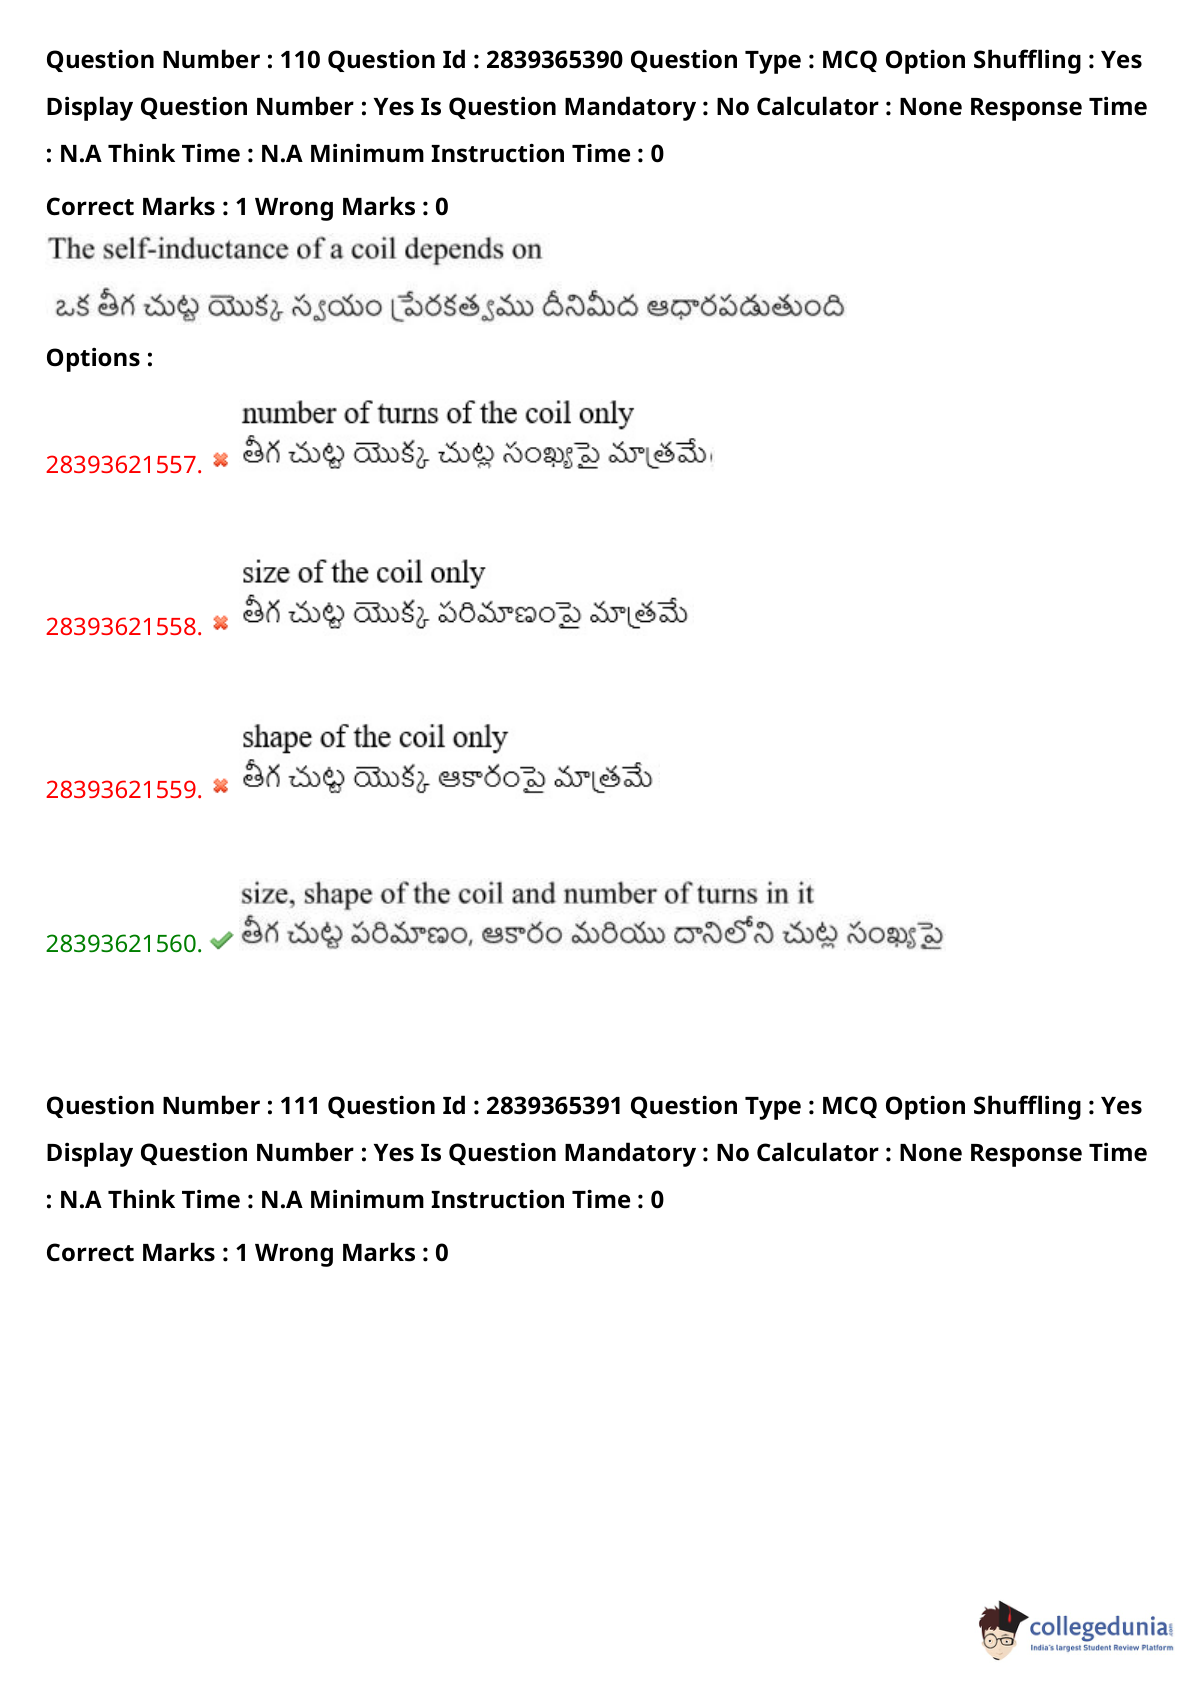 Question Number : 110 Question Id : 2839365390 Question Type : MCQ Option Shuffling : Yes
Display Question Number : Yes Is Question Mandatory : No Calculator : None Response Time
: N.A Think Time : N.A Minimum Instruction Time : 0
Correct Marks : 1 Wrong Marks : 0
The self-inductance of a coil depends on
ఒక తీగ చుట్ట యొక్క స్వయం ప్రేరకత్వము దీనిమీద ఆధారపడుతుంది
Options :
number of turns of the coil only
28393621557. తీగ చుట్ట యొక్క చుట్ల సంఖ్యపై మాత్రమే
size of the coil only
28393621558. తీగ చుట్ట యొక్క పరిమాణంపై మాత్రమే
shape of the coil only
28393621559. తీగ చుట్ట యొక్క ఆకారంపై మాత్రమే
size, shape of the coil and number of turns in it
28393621560. తీగ చుట్ట పరిమాణం, ఆకారం మరియు దానిలోని చుట్ల సంఖ్యపై
Question Number : 111 Question Id : 2839365391 Question Type : MCQ Option Shuffling : Yes
Display Question Number : Yes Is Question Mandatory : No Calculator : None Response Time
: N.A Think Time : N.A Minimum Instruction Time : 0
Correct Marks : 1 Wrong Marks : 0
collegedunia.com
India's largest Student Review Platform